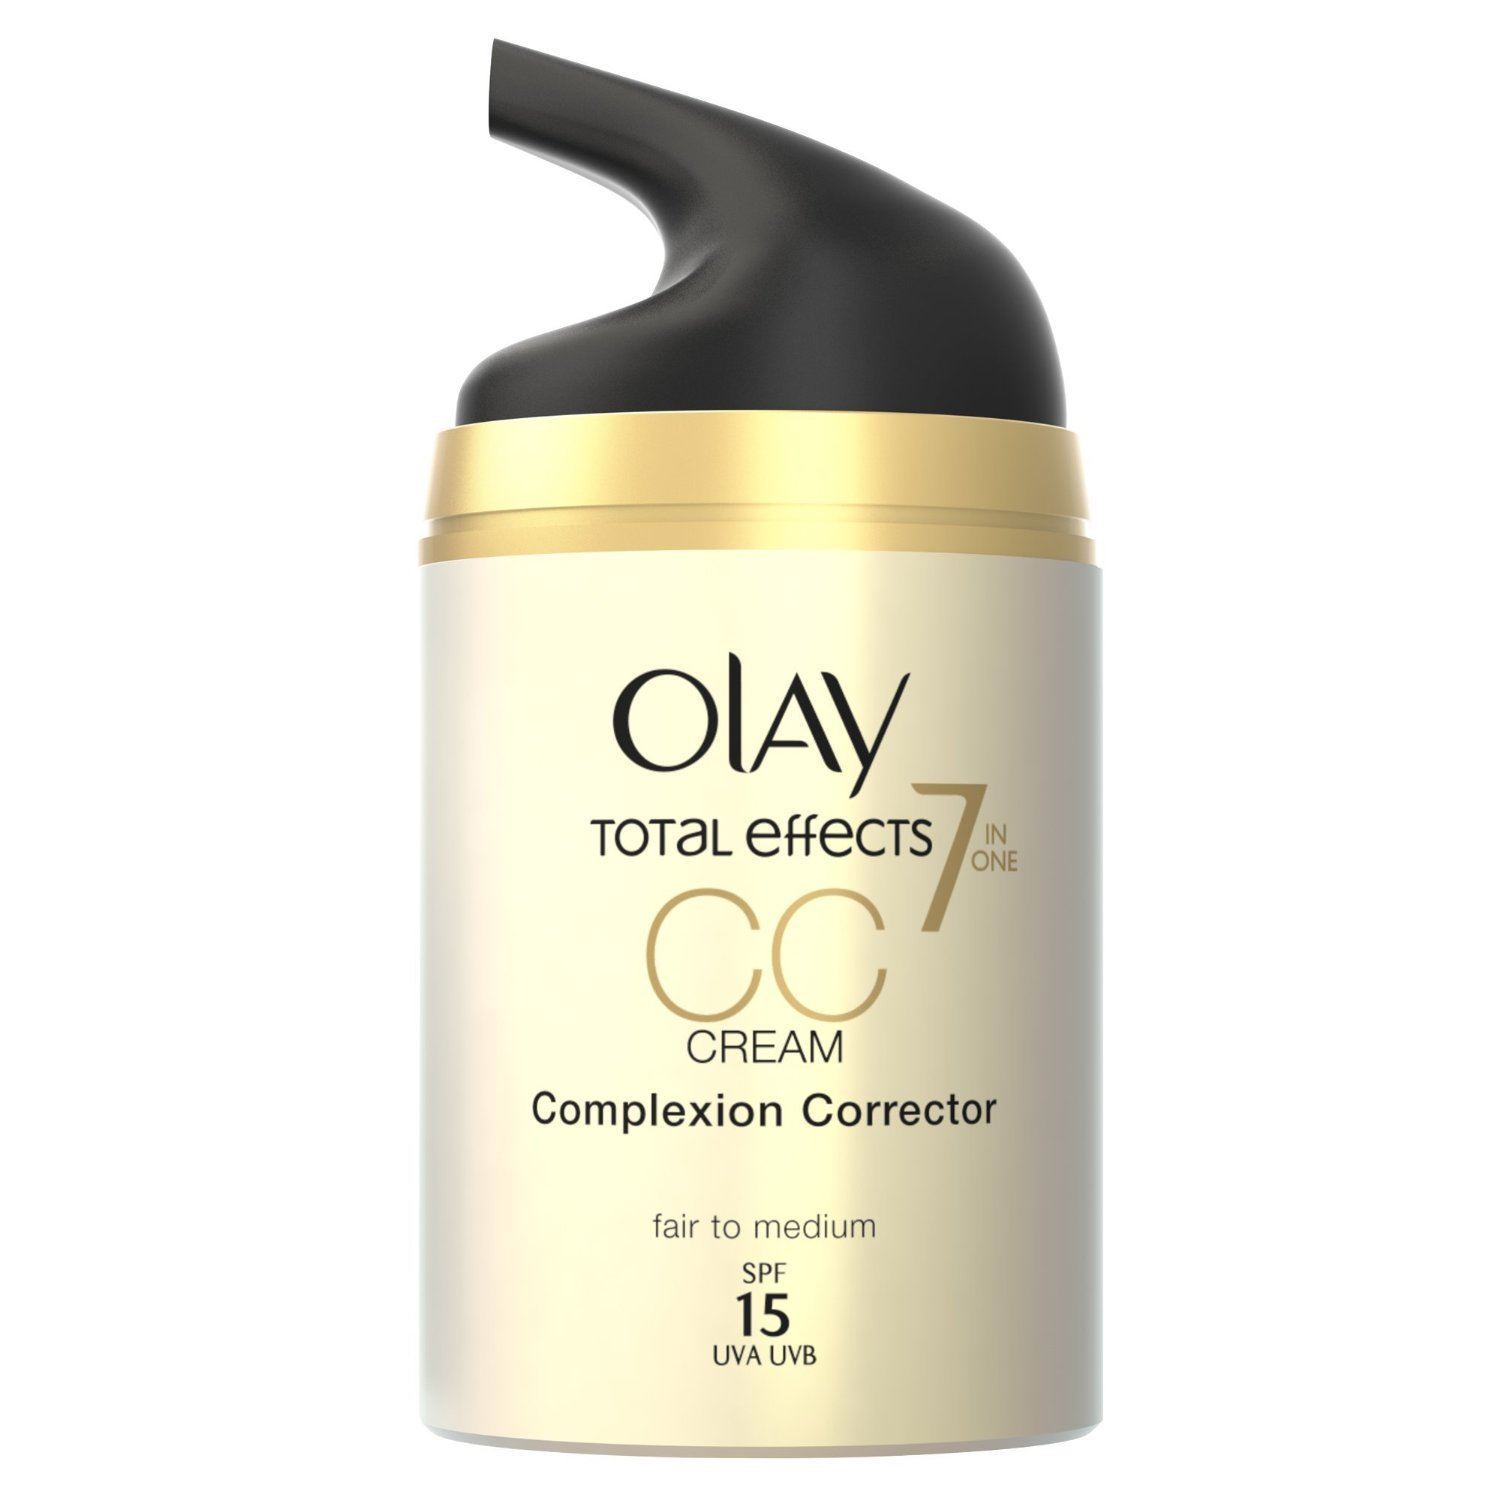 OlAy
TOTaL effecTS 7 IN ONE
CC
CREAM
Complexion Corrector
fair to medium
SPF
15
UVA UVB